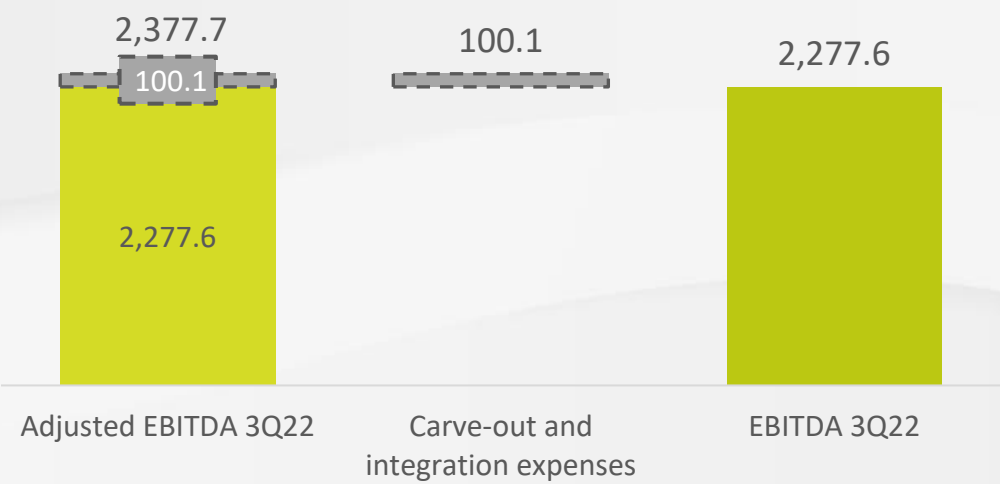 2,377.7
100.1
2,277.6
100.1
2,277.6
Adjusted EBITDA 3Q22
Carve-out and
integration expenses
EBITDA 3Q22